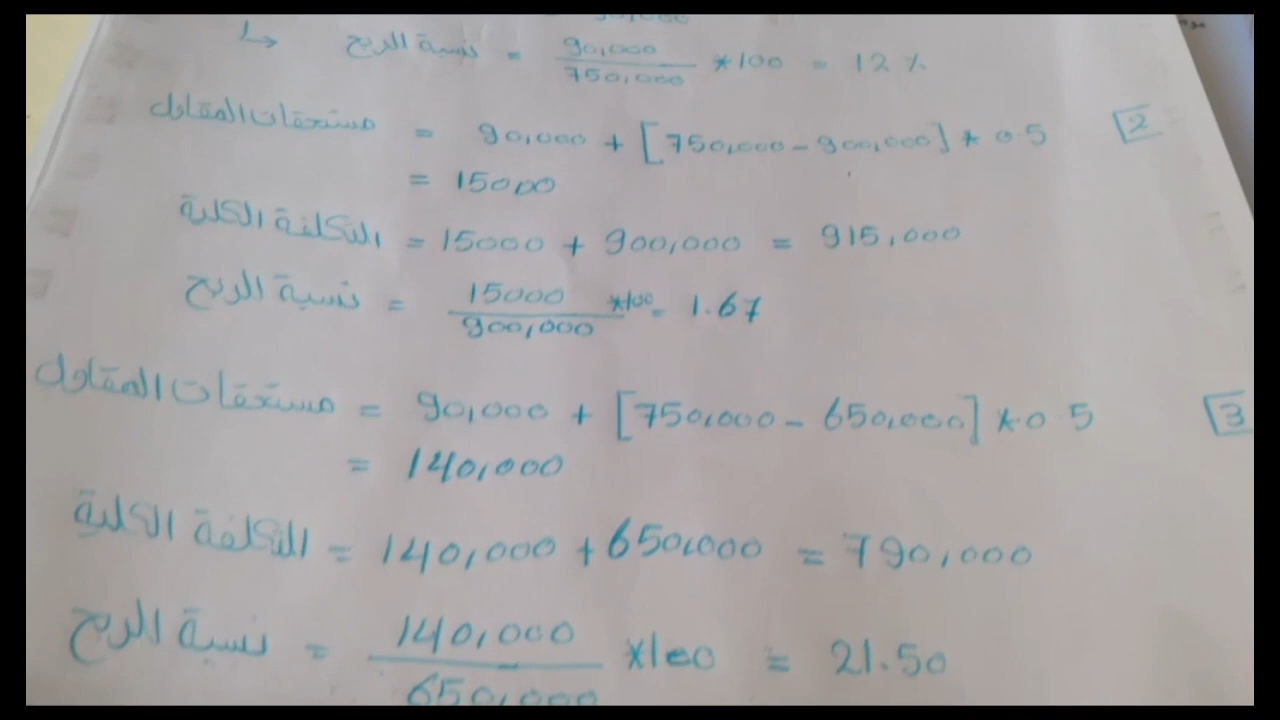 نسبة الربح = 90,000 / 750,000 *100 = 12 %
2 مستحقات المقاول = 90,000 + [750,000 - 900,000] * 0.5
= 15000
التكلفة الكلية = 15000 + 900,000 = 915,000
نسبة الربح = 15000 / 900,000 *100 = 1.67
3 مستحقات المقاول = 90,000 + [750,000 - 650,000] * 0.5
= 140,000
التكلفة الكلية = 140,000 + 650,000 = 790,000
نسبة الربح = 140,000 / 650,000 *100 = 21.50